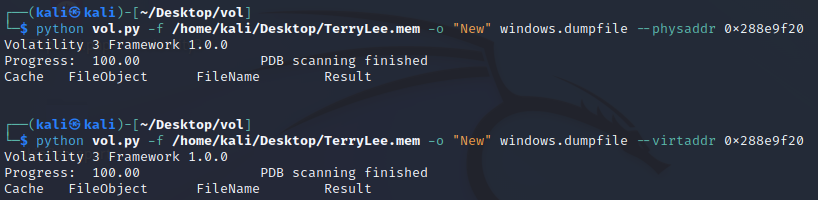 ┌──(kali㉿kali)-[~/Desktop/vol]
└─$ python vol.py -f /home/kali/Desktop/TerryLee.mem -o "New" windows.dumpfile --physaddr 0×288e9f20
Volatility 3 Framework 1.0.0
Progress:  100.00               PDB scanning finished
Cache   FileObject      FileName        Result
┌──(kali㉿kali)-[~/Desktop/vol]
└─$ python vol.py -f /home/kali/Desktop/TerryLee.mem -o "New" windows.dumpfile --virtaddr 0×288e9f20
Volatility 3 Framework 1.0.0
Progress:  100.00               PDB scanning finished
Cache   FileObject      FileName        Result